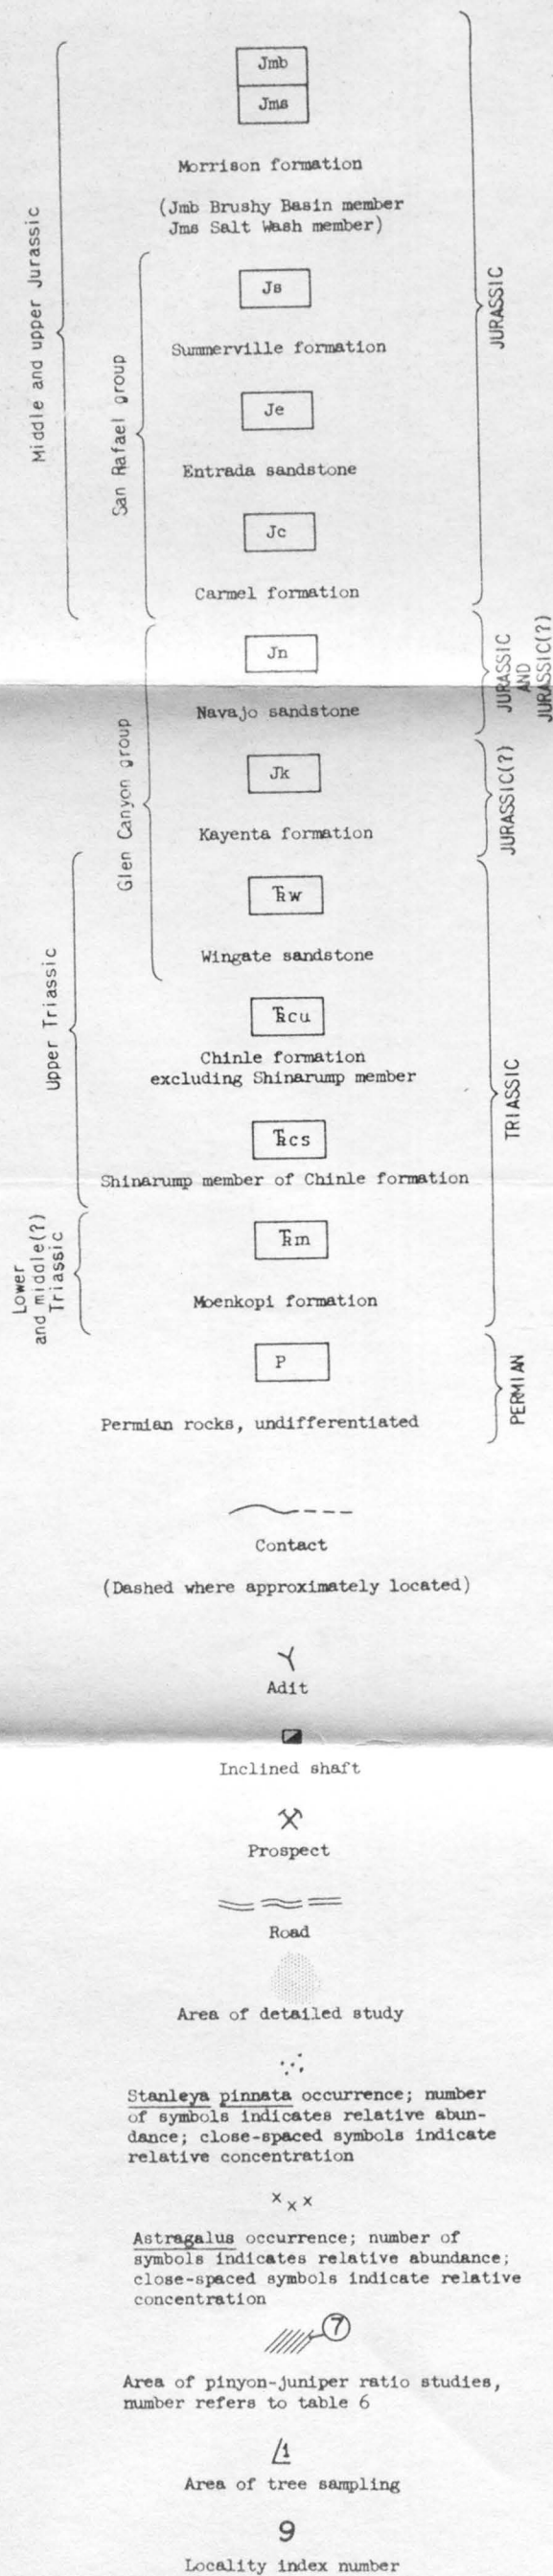 Jmb
Jms
Morrison formation
(Jmb Brushy Basin member
Jms Salt Wash member)
Middle and upper Jurassic
JURASSIC
San Rafael group
Js
Summerville formation
Je
Entrada sandstone
Jc
Carmel formation
Jn
Navajo sandstone
JURASSIC
AND
JURASSIC(?)
Glen Canyon group
Jk
Kayenta formation
JURASSIC(?)
Ꞧw
Wingate sandstone
Upper Triassic
Ꞧcu
Chinle formation
excluding Shinarump member
TRIASSIC
Ꞧcs
Shinarump member of Chinle formation
Lower
and middle(?)
Triassic
Ꞧm
Moenkopi formation
P
Permian rocks, undifferentiated
PERMIAN
Contact
(Dashed where approximately located)
Adit
Inclined shaft
Prospect
Road
Area of detailed study
Stanleya pinnata occurrence; number
of symbols indicates relative abun-
dance; close-spaced symbols indicate
relative concentration
x x x
Astragalus occurrence; number of
symbols indicates relative abundance;
close-spaced symbols indicate relative
concentration
7
Area of pinyon-juniper ratio studies,
number refers to table 6
1
Area of tree sampling
9
Locality index number